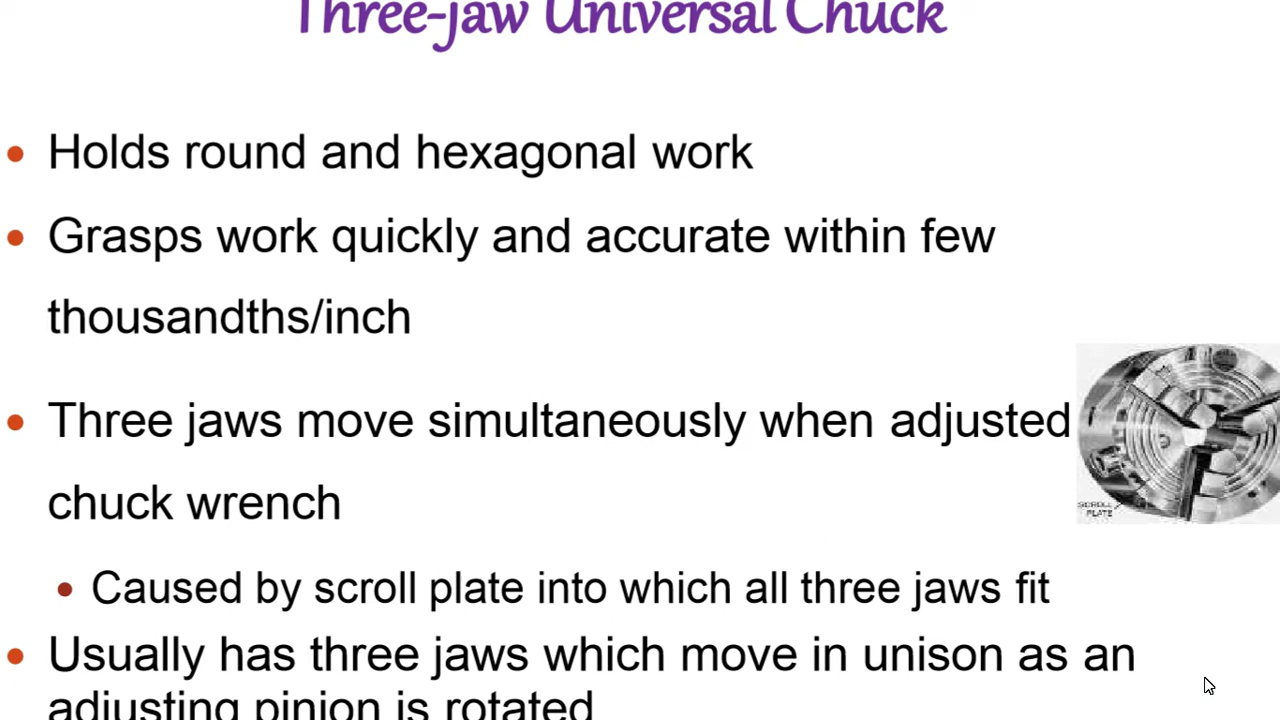 Three-jaw Universal Chuck
Holds round and hexagonal work
Grasps work quickly and accurate within few
thousandths/inch
Three jaws move simultaneously when adjusted
chuck wrench
SCROLL
PLATE
Caused by scroll plate into which all three jaws fit
Usually has three jaws which move in unison as an
adjusting pinion is rotated